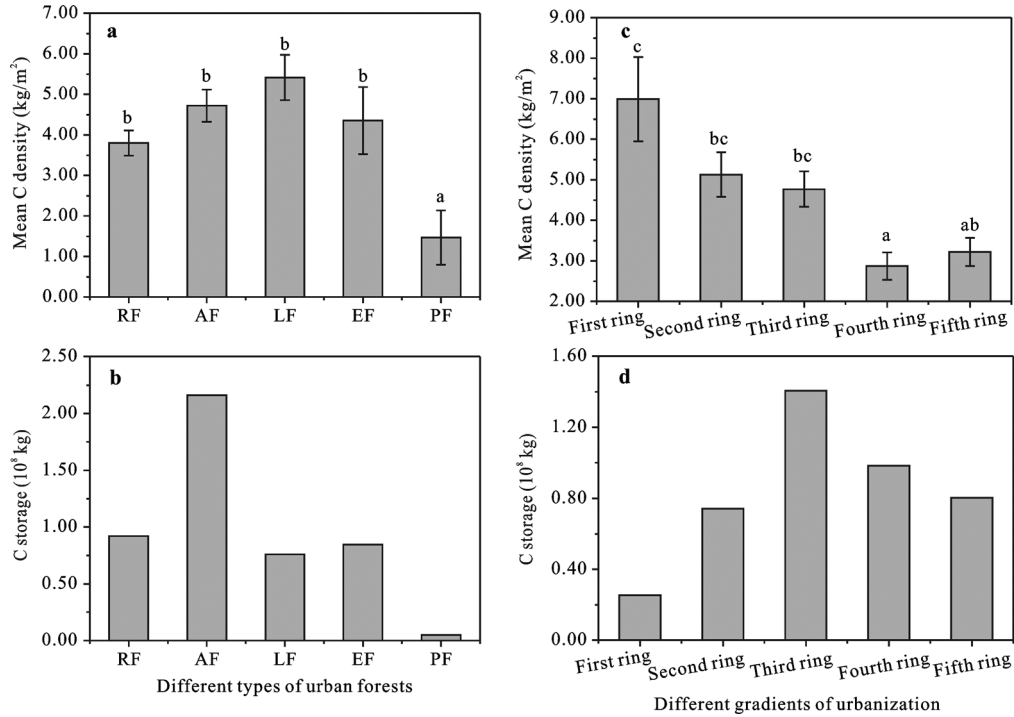 a
Mean C density (kg/m²)
7.00
6.00
5.00
4.00
3.00
2.00
1.00
0.00
b
b
b
b
a
RF AF LF EF PF
c
Mean C density (kg/m²)
9.00
8.00
7.00
6.00
5.00
4.00
3.00
2.00
c
bc
bc
a
ab
First ring Second ring Third ring Fourth ring Fifth ring
b
C storage (10⁸ kg)
2.50
2.00
1.50
1.00
0.50
0.00
RF AF LF EF PF
Different types of urban forests
d
C storage (10⁸ kg)
1.60
1.20
0.80
0.40
0.00
First ring Second ring Third ring Fourth ring Fifth ring
Different gradients of urbanization